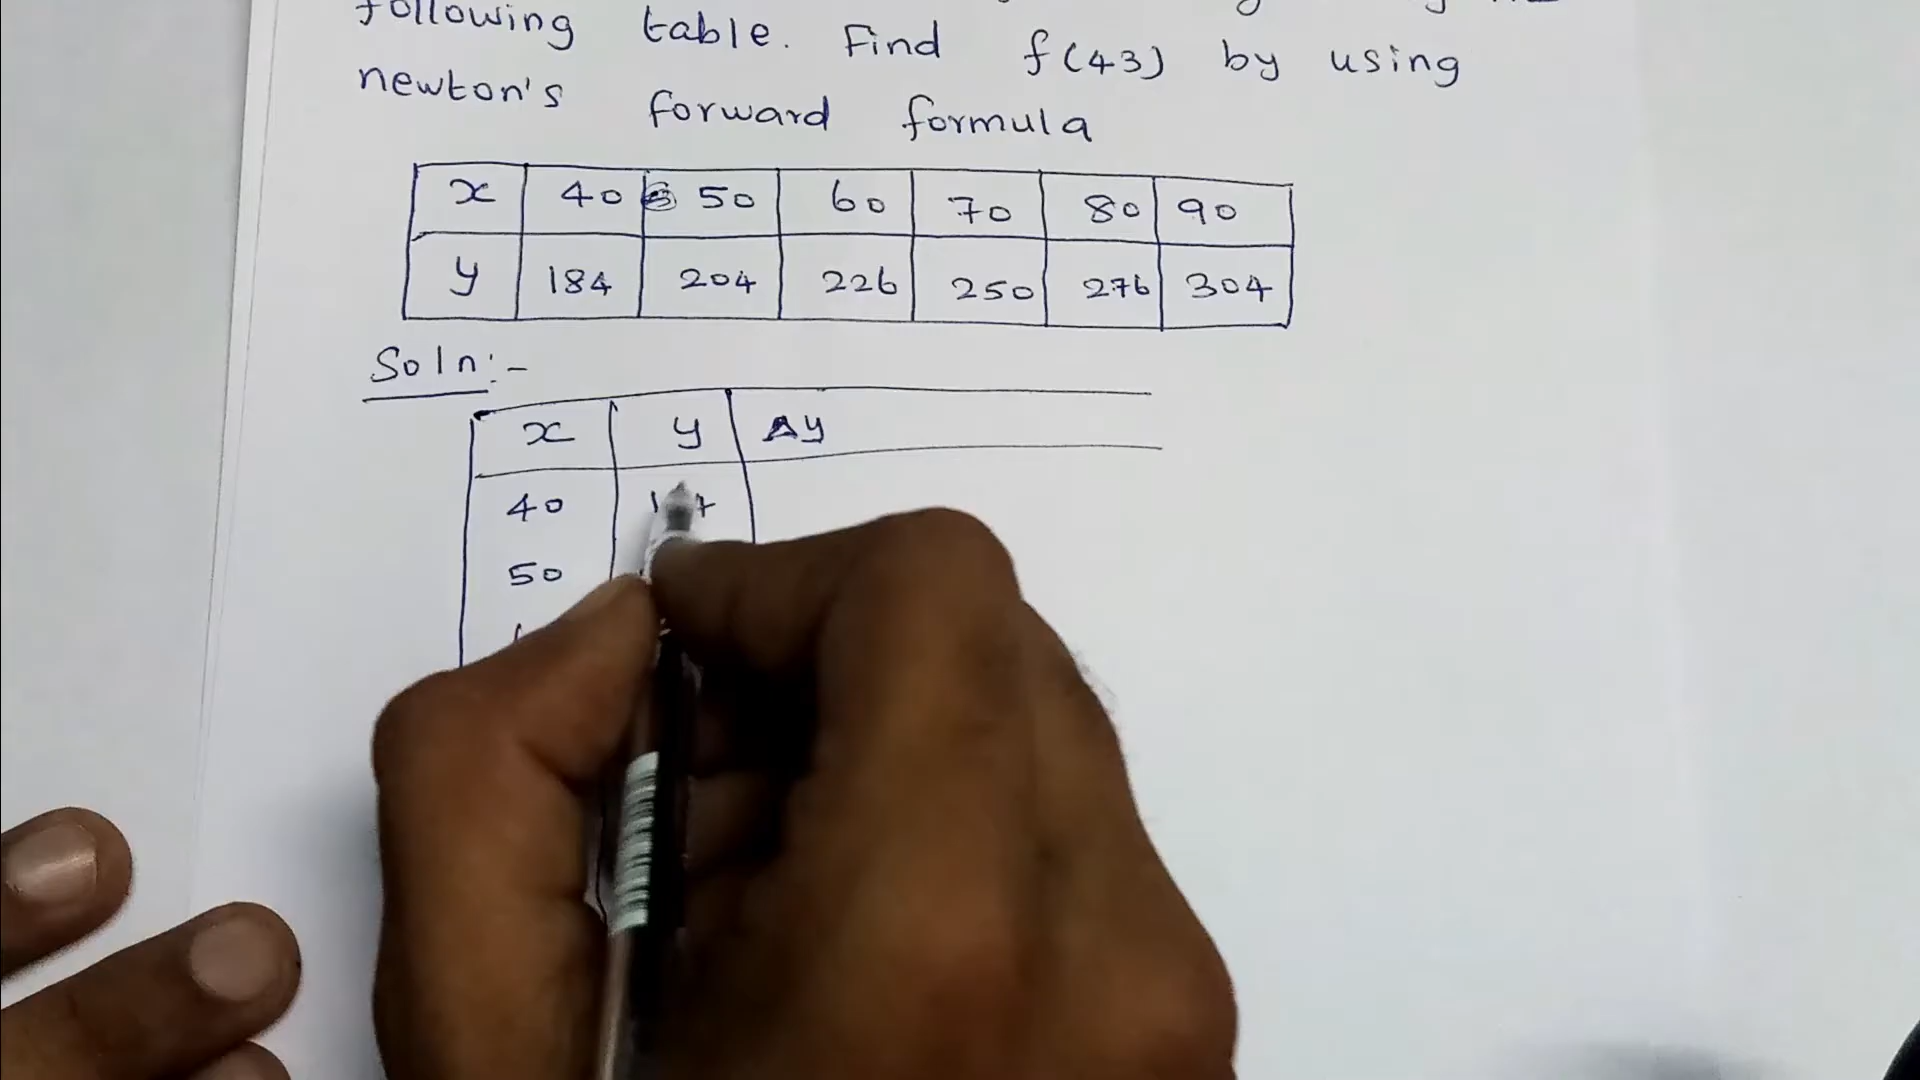 following table. Find f(43) by using
newton's forward formula
x 40 50 60 70 80 90
y 184 204 226 250 276 304
Soln:-
x y Δy
40
50